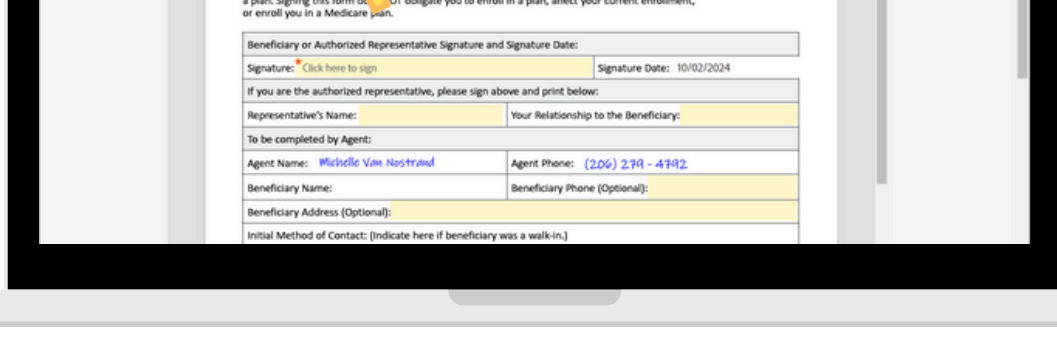 a plan. Signing this form do OT obligate you to enroll in a plan, affect your current enrollment,
or enroll you in a Medicare plan.
Beneficiary or Authorized Representative Signature and Signature Date:
Signature: * Click here to sign Signature Date: 10/02/2024
If you are the authorized representative, please sign above and print below:
Representative's Name: Your Relationship to the Beneficiary:
To be completed by Agent:
Agent Name: Michelle Van Nostrand Agent Phone: (206) 279 - 4792
Beneficiary Name: Beneficiary Phone (Optional):
Beneficiary Address (Optional):
Initial Method of Contact: (Indicate here if beneficiary was a walk-in.)